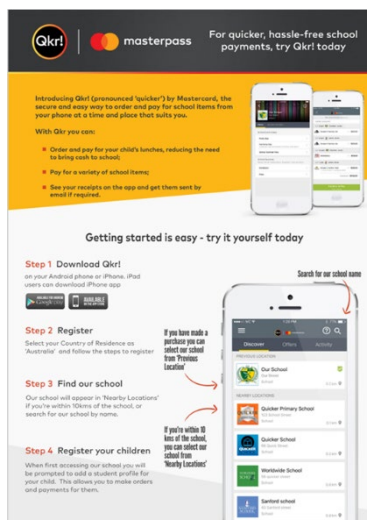 Qkr!
masterpass
For quicker, hassle-free school
payments, try Qkr! today
Introducing Qkr! (pronounced 'quicker') by Mastercard, the
secure and easy way to order and pay for school items from
your phone at a time and place that suits you.
With Qkr you can:
Order and pay for your child's lunches, reducing the need
to bring cash to school;
Pay for a variety of school items;
See your receipts on the app and get them sent by
email if required.
Getting started is easy - try it yourself today
Step 1 Download Qkr!
on your Android phone or iPhone. iPad
users can download iPhone app
Google play
AVAILABLE
Step 2 Register
Select your Country of Residence as
'Australia' and follow the steps to register
Step 3 Find our school
Our school will appear in 'Nearby Locations'
if you're within 10kms of the school, or
search for our school by name.
Step 4 Register your children
When first accessing our school you will
be prompted to add a student profile for
your child. This allows you to make orders
and payments for them.
Search for our school name
If you have made a
purchase you can
select our school
from 'Previous
Location'
If you're within 10
kms of the school,
you can select our
school from
'Nearby Locations'
Discover
Offers
Activity
PREVIOUS LOCATION
Our School
School
NEARBY LOCATIONS
Quicker Primary School
School
Quicker School
School
Worldwide School
School
Sanford school